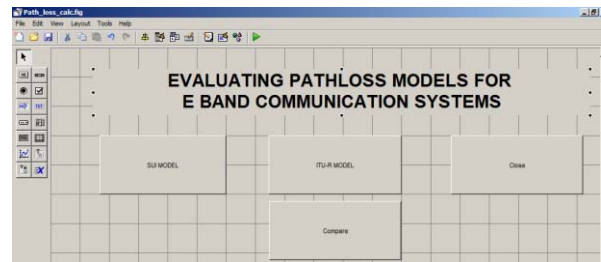 Path_loss_calc.fig
File Edit View Layout Tools Help
EVALUATING PATHLOSS MODELS FOR
E BAND COMMUNICATION SYSTEMS
SUI MODEL
ITU-R MODEL
Close
Compare